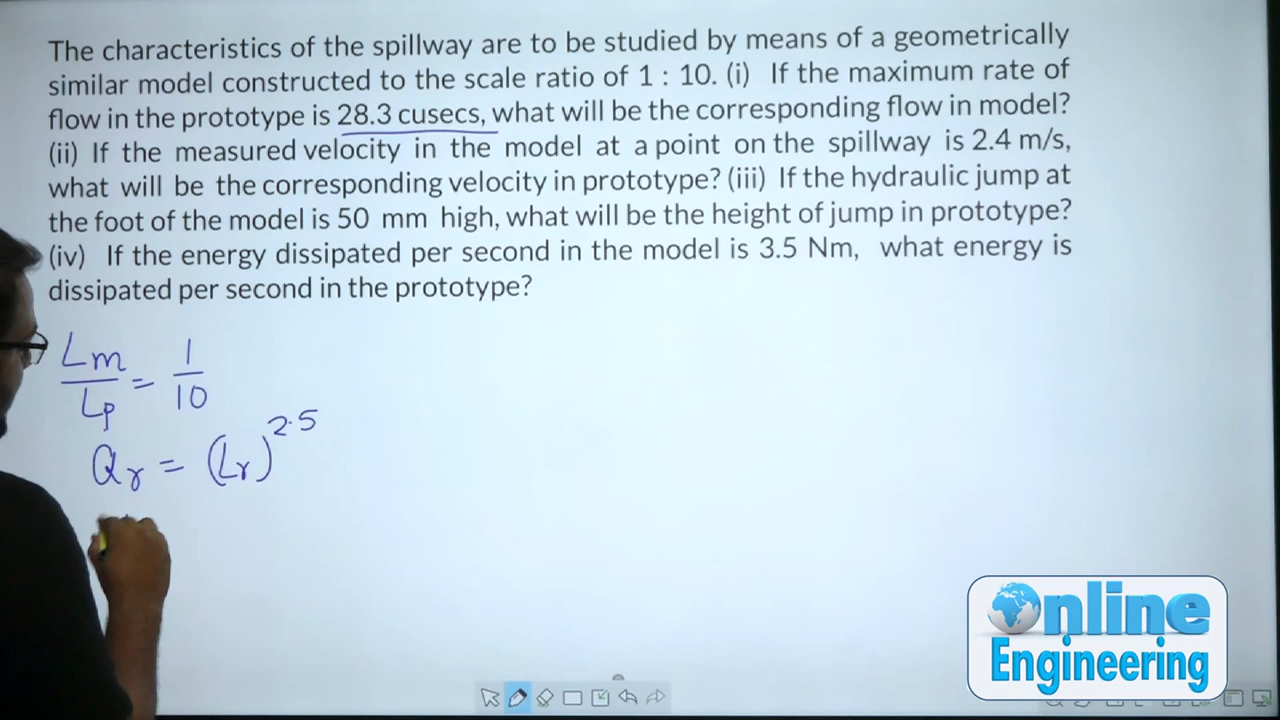 The characteristics of the spillway are to be studied by means of a geometrically
similar model constructed to the scale ratio of 1 : 10. (i) If the maximum rate of
flow in the prototype is 28.3 cusecs, what will be the corresponding flow in model?
(ii) If the measured velocity in the model at a point on the spillway is 2.4 m/s,
what will be the corresponding velocity in prototype? (iii) If the hydraulic jump at
the foot of the model is 50 mm high, what will be the height of jump in prototype?
(iv) If the energy dissipated per second in the model is 3.5 Nm, what energy is
dissipated per second in the prototype?
Lm/Lp = 1/10
Qr = (Lr)^2.5
Online
Engineering